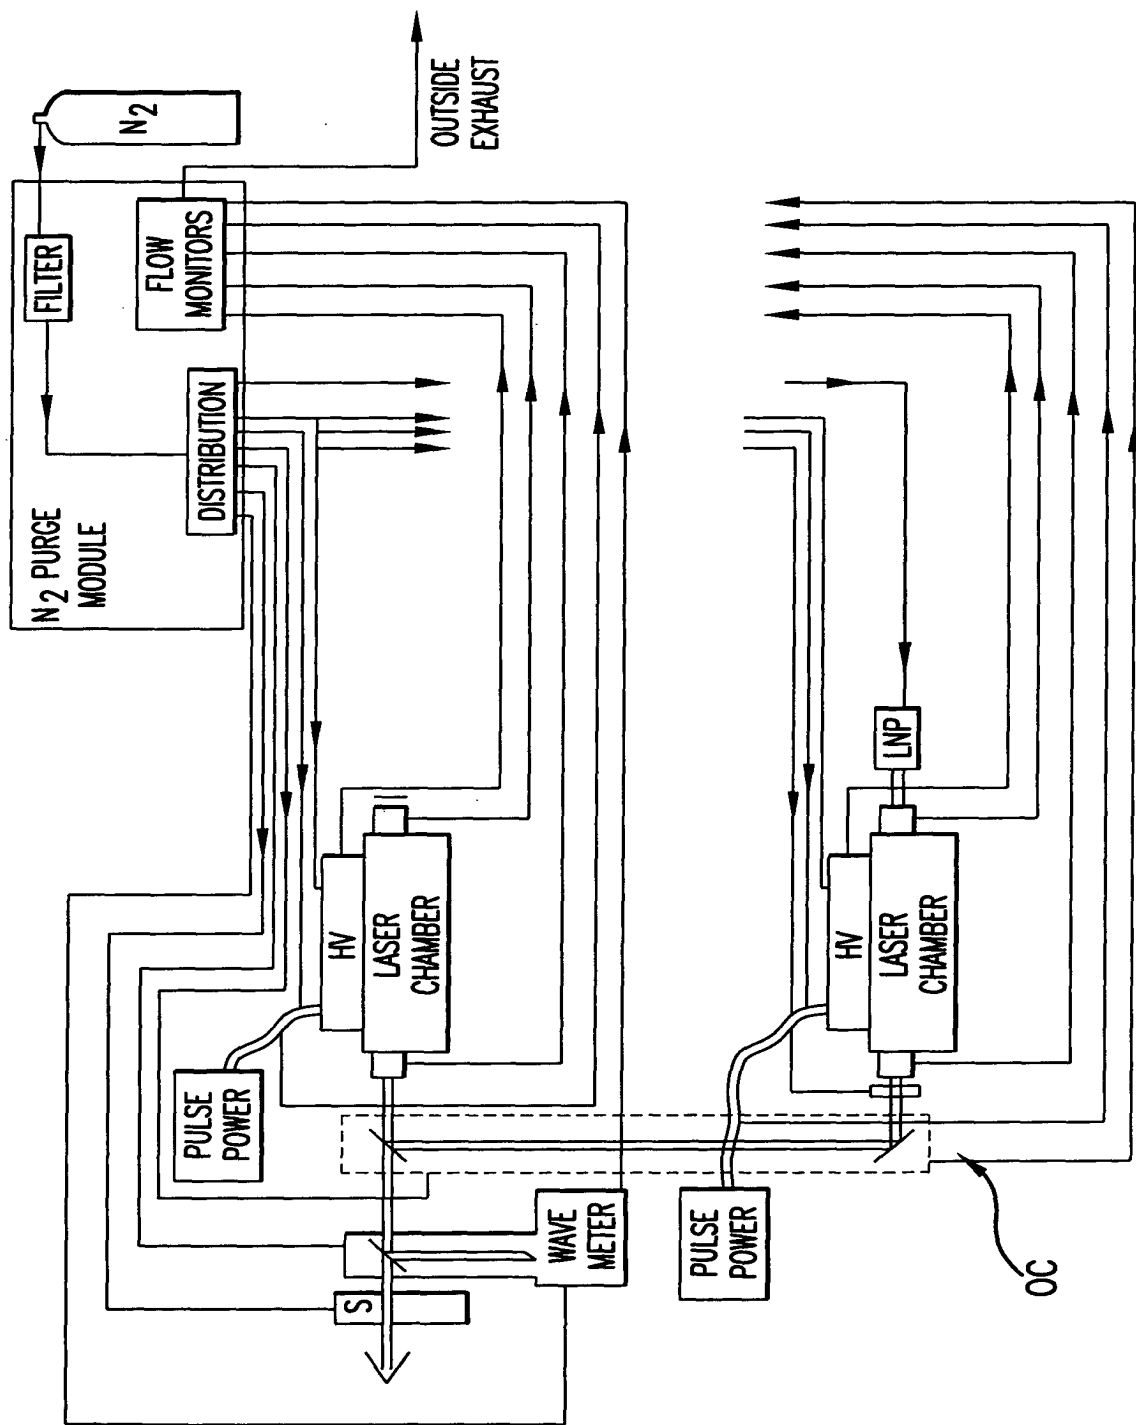 N2
OUTSIDE
EXHAUST
FILTER
FLOW
MONITORS
DISTRIBUTION
N2 PURGE
MODULE
HV
LASER
CHAMBER
PULSE
POWER
WAVE
METER
S
LNP
HV
LASER
CHAMBER
PULSE
POWER
OC